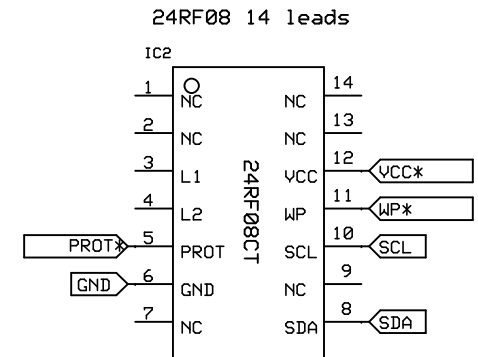 24RF08 14 leads
IC2
1 NC NC 14
2 NC NC 13
3 L1 VCC 12 VCC*
4 L2 WP 11 WP*
PROT* 5 PROT SCL 10 SCL
GND 6 GND NC 9
7 NC SDA 8 SDA
24RF08CT